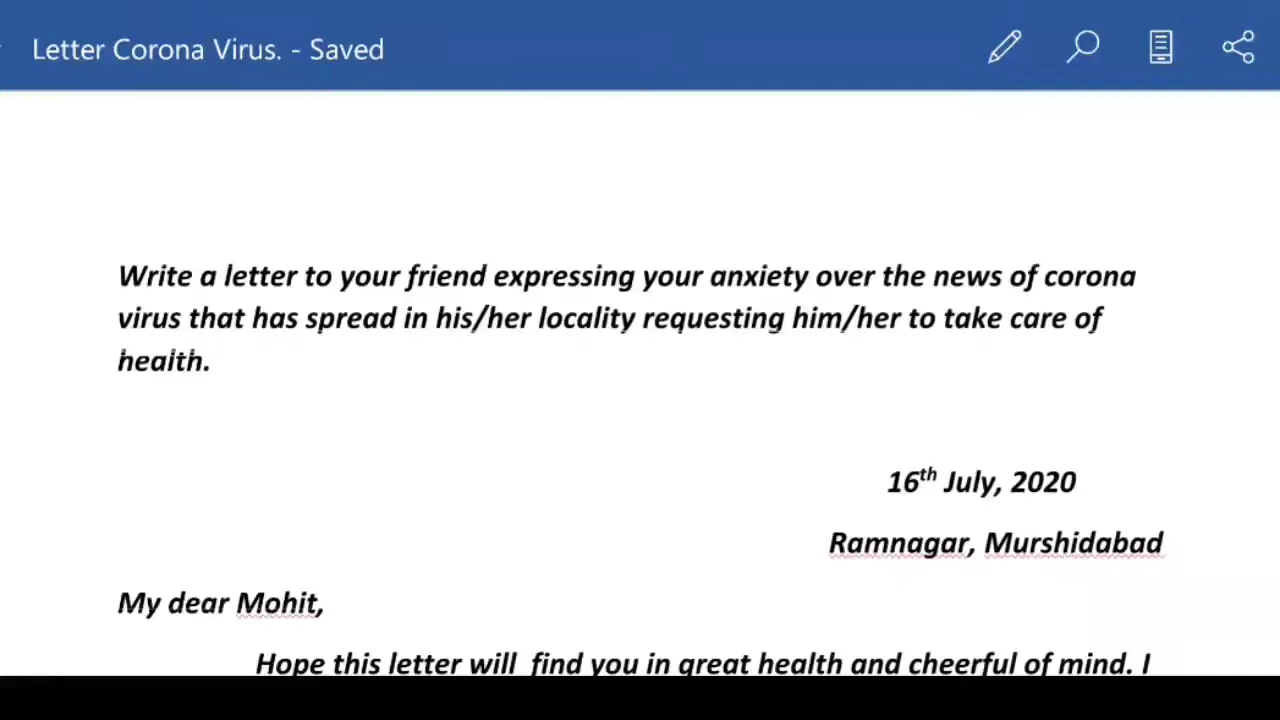 Letter Corona Virus. - Saved
Write a letter to your friend expressing your anxiety over the news of corona
virus that has spread in his/her locality requesting him/her to take care of
health.
16th July, 2020
Ramnagar, Murshidabad
My dear Mohit,
Hope this letter will  find you in great health and cheerful of mind. I